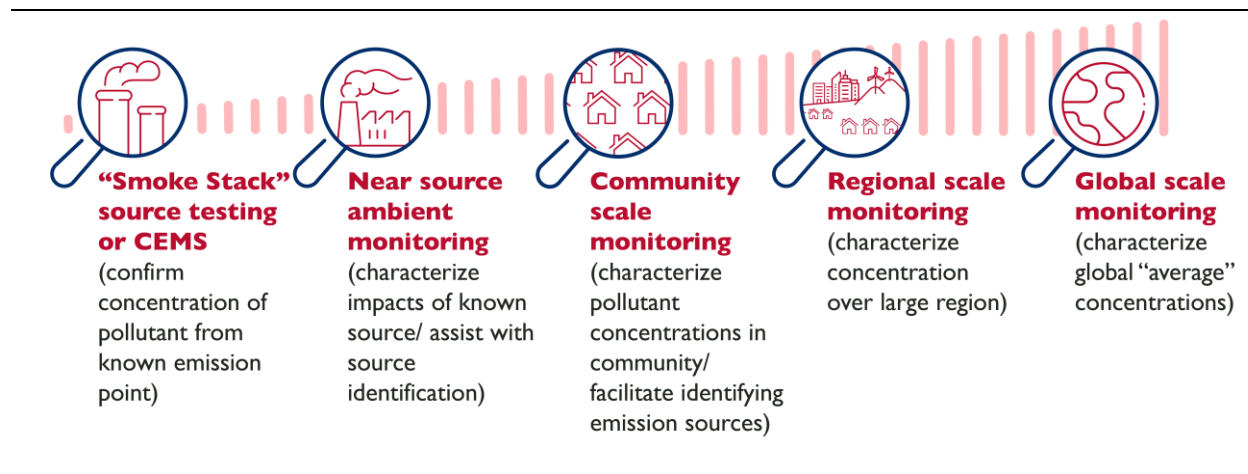 “Smoke Stack”
source testing
or CEMS
(confirm
concentration of
pollutant from
known emission
point)
Near source
ambient
monitoring
(characterize
impacts of known
source/ assist with
source
identification)
Community
scale
monitoring
(characterize
pollutant
concentrations in
community/
facilitate identifying
emission sources)
Regional scale
monitoring
(characterize
concentration
over large region)
Global scale
monitoring
(characterize
global “average”
concentrations)